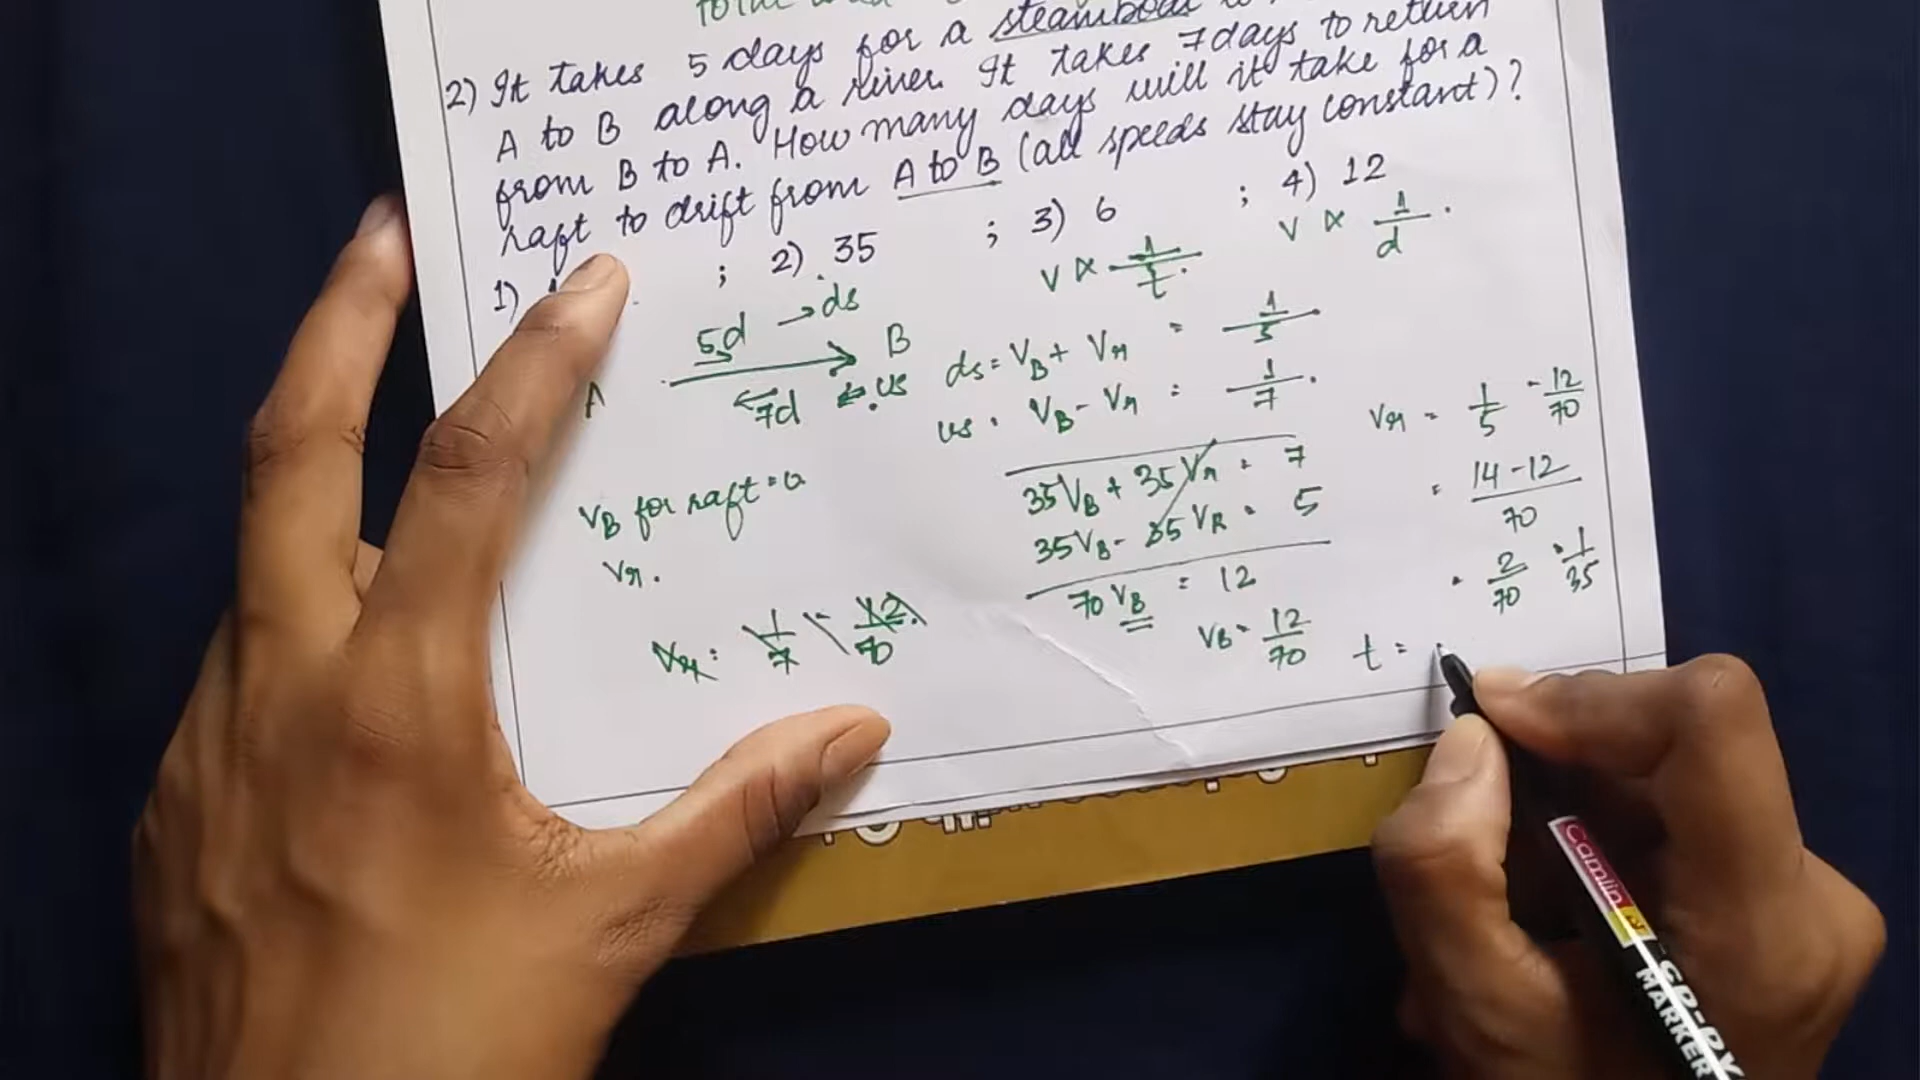 total
2) It takes 5 days for a steamboat
A to B along a river. It takes 7 days to return
from B to A. How many days will it take for a
raft to drift from A to B (all speeds stay constant)?
1) ; 2) 35 ; 3) 6 ; 4) 12
V ∝ 1/t. V ∝ 1/d.
5d → ds
A B
← 7d ← us
ds = VB + Vr = 1/5
us = VB - Vr = 1/7.
35VB + 35Vr = 7
35VB - 35VR = 5
70VB = 12
VB = 12/70
VB for raft = 0
Vr.
Vr = 1/7 - 12/70
Vr = 1/5 - 12/70
= 14-12/70
= 2/70 = 1/35
t =
Camlin
CD-DV
MARKER